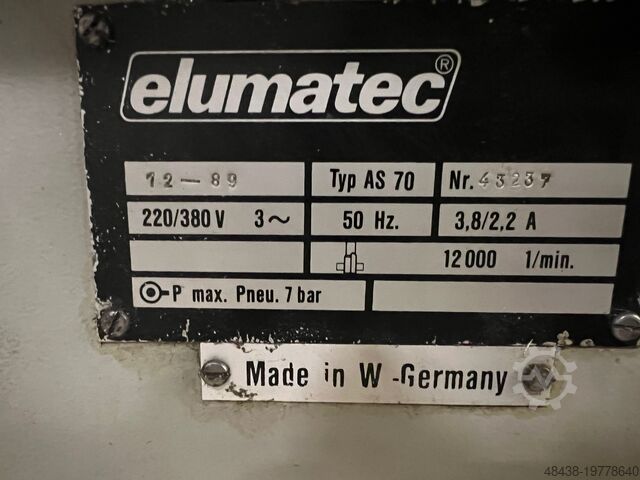 elumatec®
12-89 Typ AS 70 Nr. 43237
220/380 V 3~ 50 Hz. 3,8/2,2 A
12000 1/min.
P max. Pneu. 7 bar
Made in W-Germany
48438-19778640